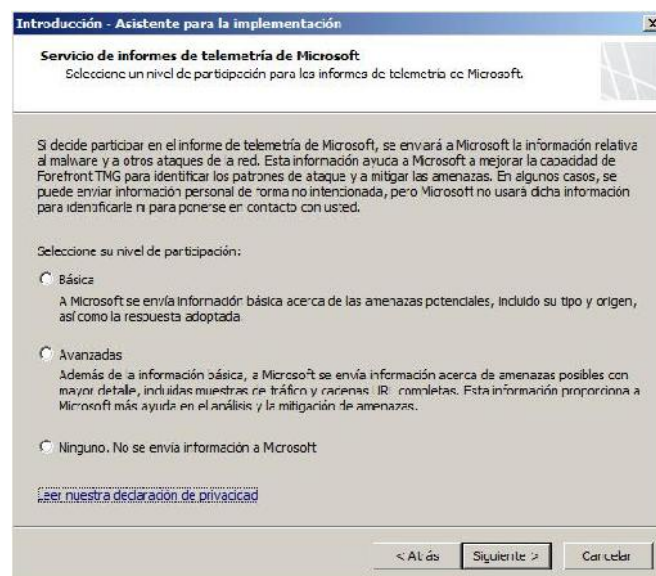 Introducción - Asistente para la implementación
Servicio de informes de telemetría de Microsoft
Seleccione un nivel de participación para los informes de telemetría de Microsoft.
Si decide participar en el informe de telemetría de Microsoft, se enviará a Microsoft la información relativa
al malware y a otros ataques de la red. Esta información ayuda a Microsoft a mejorar la capacidad de
Forefront TMG para identificar los patrones de ataque y a mitigar las amenazas. En algunos casos, se
puede enviar información personal de forma no intencionada, pero Microsoft no usará dicha información
para identificarle ni para ponerse en contacto con usted.
Seleccione su nivel de participación:
Básica
A Microsoft se envía información básica acerca de las amenazas potenciales, incluido su tipo y origen,
así como la respuesta adoptada.
Avanzadas
Además de la información básica, a Microsoft se envía información acerca de amenazas posibles con
mayor detalle, incluidas muestras de tráfico y cadenas URL completas. Esta información proporciona a
Microsoft más ayuda en el análisis y la mitigación de amenazas.
Ninguno. No se envía información a Microsoft
Leer nuestra declaración de privacidad
< Atrás
Siguiente >
Cancelar